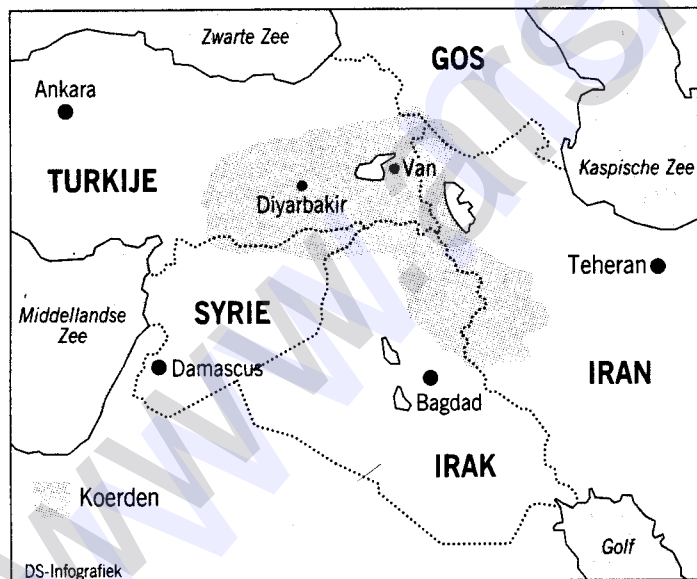 Zwarte Zee
GOS
Ankara
Van
TURKIJE
Kaspische Zee
Diyarbakir
Teheran
SYRIE
Middellandse
Zee
Damascus
IRAN
Bagdad
IRAK
Koerden
Golf
DS-Infografiek